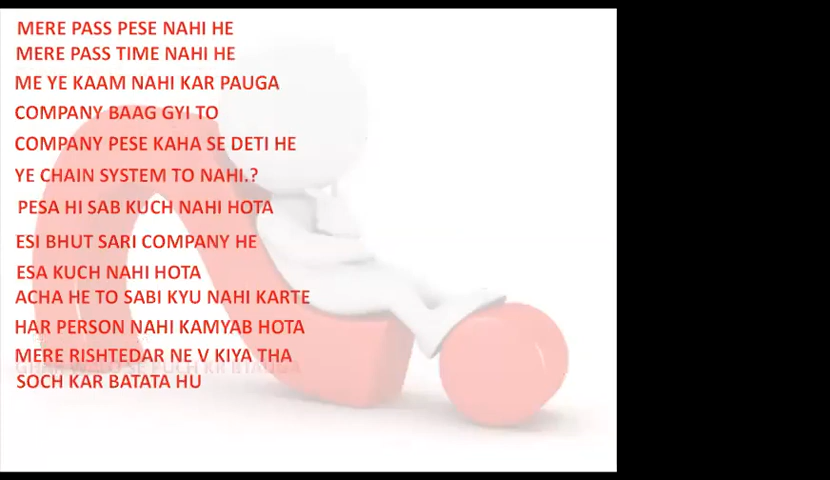 MERE PASS PESE NAHI HE
MERE PASS TIME NAHI HE
ME YE KAAM NAHI KAR PAUGA
COMPANY BAAG GYI TO
COMPANY PESE KAHA SE DETI HE
YE CHAIN SYSTEM TO NAHI.?
PESA HI SAB KUCH NAHI HOTA
ESI BHUT SARI COMPANY HE
ESA KUCH NAHI HOTA
ACHA HE TO SABI KYU NAHI KARTE
HAR PERSON NAHI KAMYAB HOTA
MERE RISHTEDAR NE V KIYA THA
SOCH KAR BATATA HU